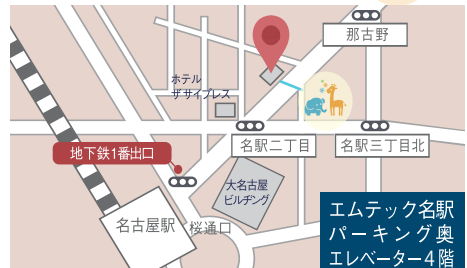 那古野
ホテル
ザサイプレス
名駅二丁目
名駅三丁目北
地下鉄1番出口
大名古屋
ビルヂング
名古屋駅
桜通口
エムテック名駅
パーキング奥
エレベーター4階